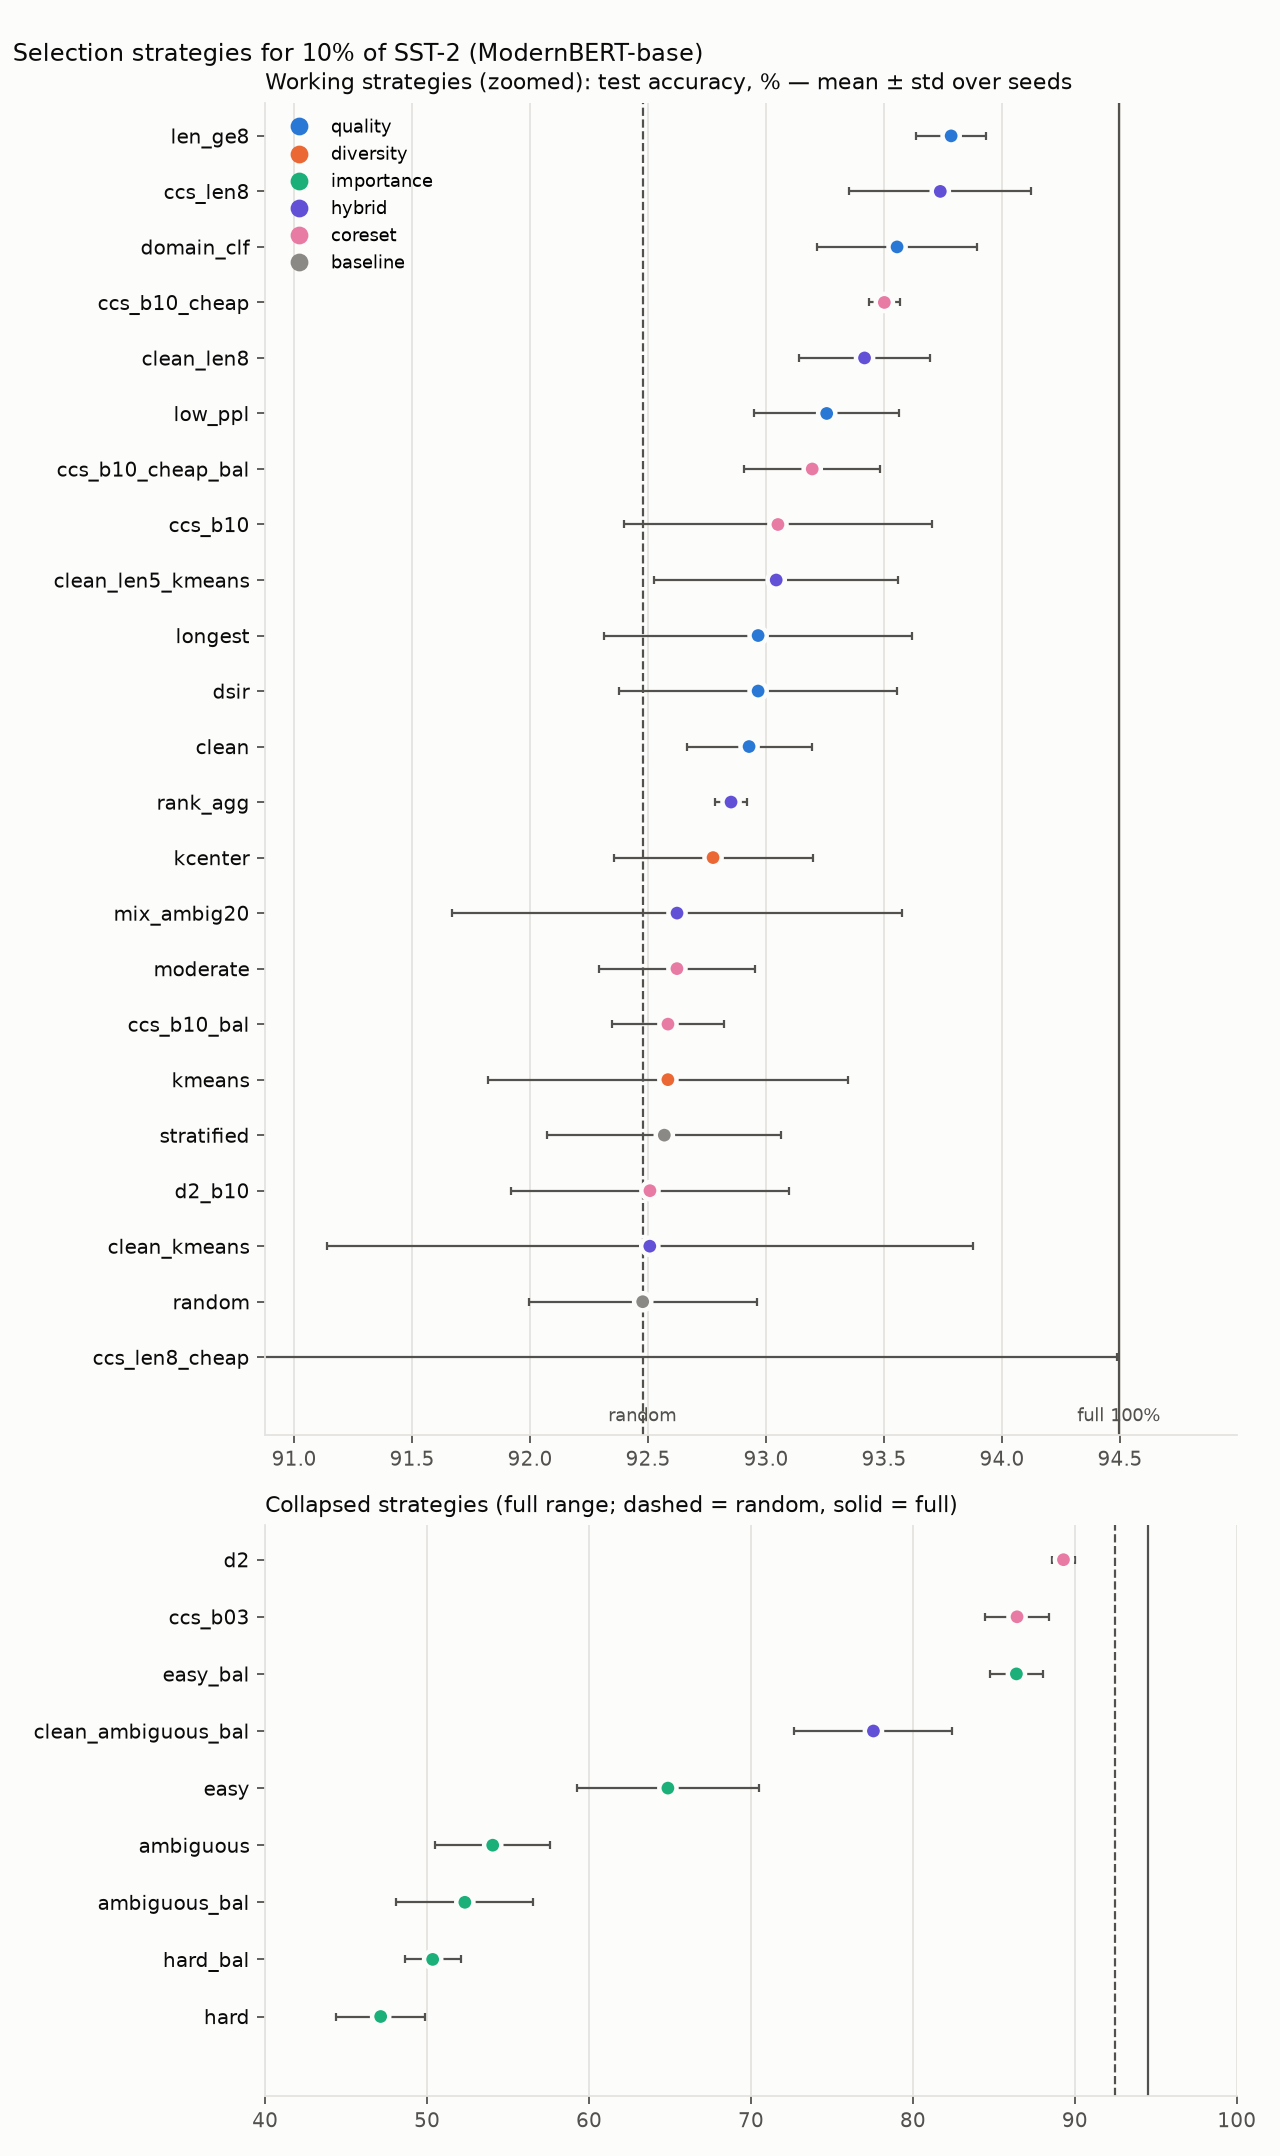 Selection strategies for 10% of SST-2 (ModernBERT-base)
Working strategies (zoomed): test accuracy, % — mean ± std over seeds
quality
diversity
importance
hybrid
coreset
baseline
len_ge8
ccs_len8
domain_clf
ccs_b10_cheap
clean_len8
low_ppl
ccs_b10_cheap_bal
ccs_b10
clean_len5_kmeans
longest
dsir
clean
rank_agg
kcenter
mix_ambig20
moderate
ccs_b10_bal
kmeans
stratified
d2_b10
clean_kmeans
random
ccs_len8_cheap
random full 100%
91.0 91.5 92.0 92.5 93.0 93.5 94.0 94.5
Collapsed strategies (full range; dashed = random, solid = full)
d2
ccs_b03
easy_bal
clean_ambiguous_bal
easy
ambiguous
ambiguous_bal
hard_bal
hard
40 50 60 70 80 90 100